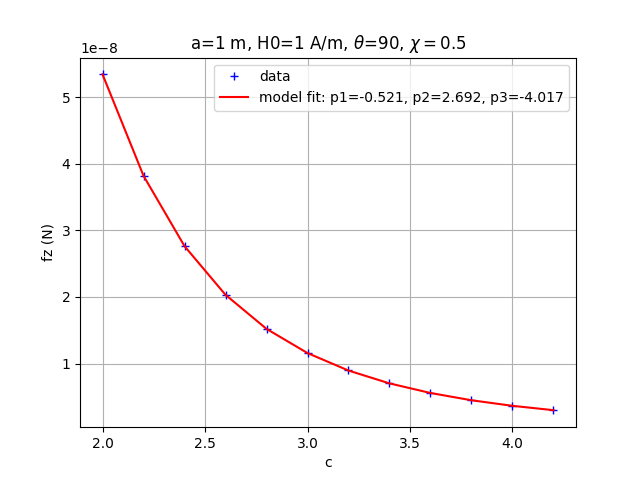 a=1 m, H0=1 A/m, θ=90, χ = 0.5
1e−8
data
model fit: p1=-0.521, p2=2.692, p3=-4.017
5
4
3
2
1
fz (N)
2.0 2.5 3.0 3.5 4.0
c